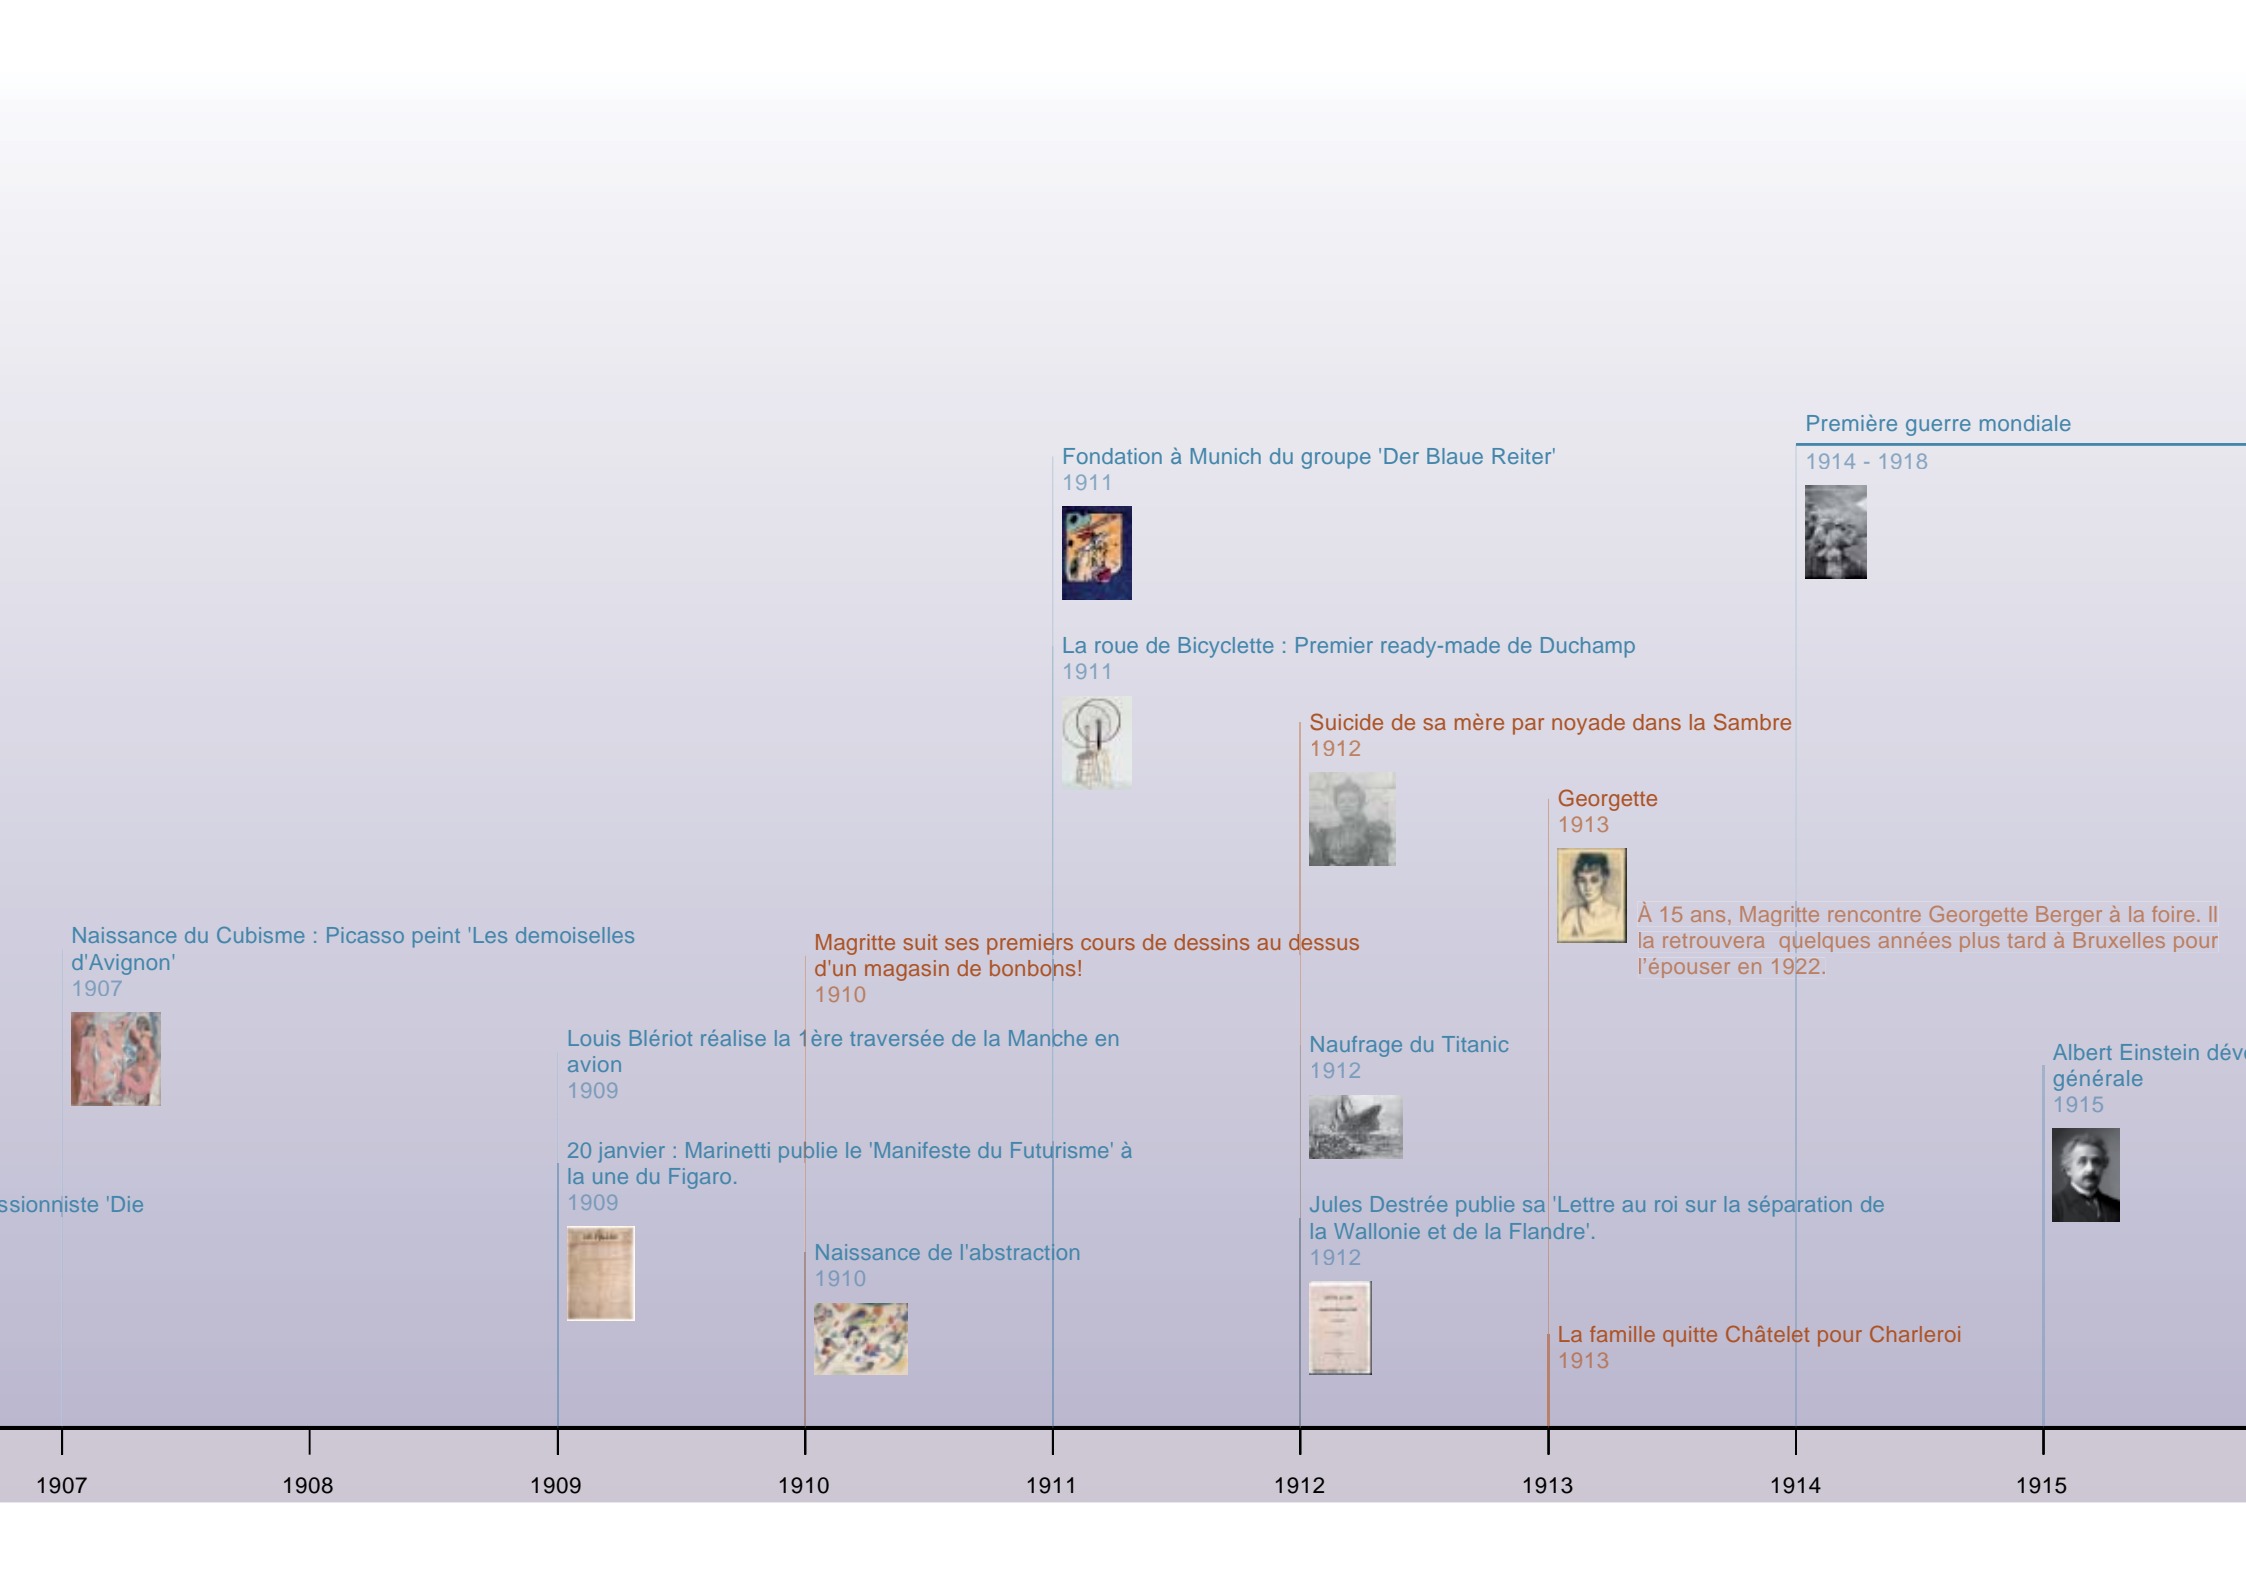 Première guerre mondiale
1914 - 1918
Fondation à Munich du groupe 'Der Blaue Reiter'
1911
La roue de Bicyclette : Premier ready-made de Duchamp
1911
Suicide de sa mère par noyade dans la Sambre
1912
Georgette
1913
À 15 ans, Magritte rencontre Georgette Berger à la foire. Il
la retrouvera  quelques années plus tard à Bruxelles pour
l'épouser en 1922.
Naissance du Cubisme : Picasso peint 'Les demoiselles
d'Avignon'
1907
Magritte suit ses premiers cours de dessins au dessus
d'un magasin de bonbons!
1910
Louis Blériot réalise la 1ère traversée de la Manche en
avion
1909
Naufrage du Titanic
1912
Albert Einstein dév
générale
1915
20 janvier : Marinetti publie le 'Manifeste du Futurisme' à
la une du Figaro.
1909
ssionniste 'Die
Jules Destrée publie sa 'Lettre au roi sur la séparation de
la Wallonie et de la Flandre'.
1912
Naissance de l'abstraction
1910
La famille quitte Châtelet pour Charleroi
1913
1907 1908 1909 1910 1911 1912 1913 1914 1915